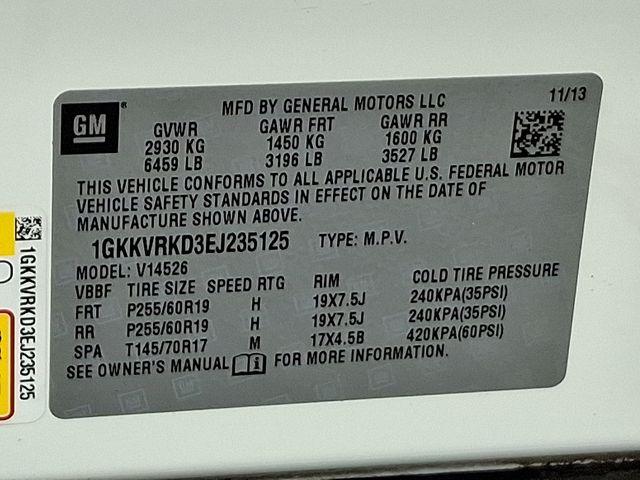 GM
MFD BY GENERAL MOTORS LLC 11/13
GVWR GAWR FRT GAWR RR
2930 KG 1450 KG 1600 KG
6459 LB 3196 LB 3527 LB
THIS VEHICLE CONFORMS TO ALL APPLICABLE U.S. FEDERAL MOTOR
VEHICLE SAFETY STANDARDS IN EFFECT ON THE DATE OF
MANUFACTURE SHOWN ABOVE.
1GKKVRKD3EJ235125 TYPE: M.P.V.
MODEL: V14526
VBBF TIRE SIZE SPEED RTG RIM COLD TIRE PRESSURE
FRT P255/60R19 H 19X7.5J 240KPA(35PSI)
RR P255/60R19 H 19X7.5J 240KPA(35PSI)
SPA T145/70R17 M 17X4.5B 420KPA(60PSI)
SEE OWNER'S MANUAL FOR MORE INFORMATION.
1GKKVRKD3EJ235125